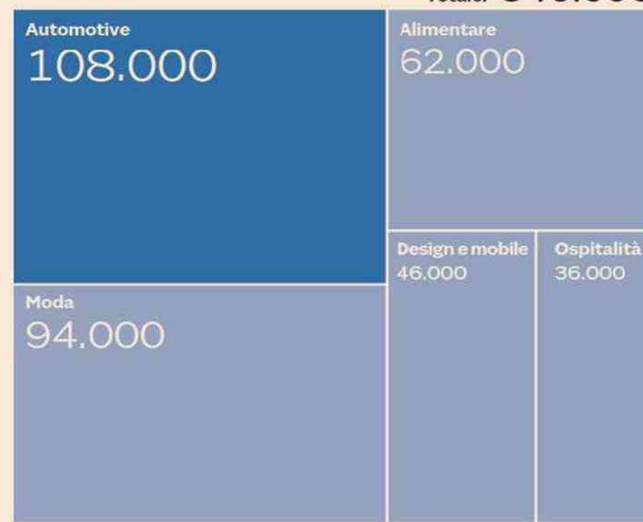 Automotive
108.000
Alimentare
62.000
Design e mobile
46.000
Ospitalità
36.000
Moda
94.000